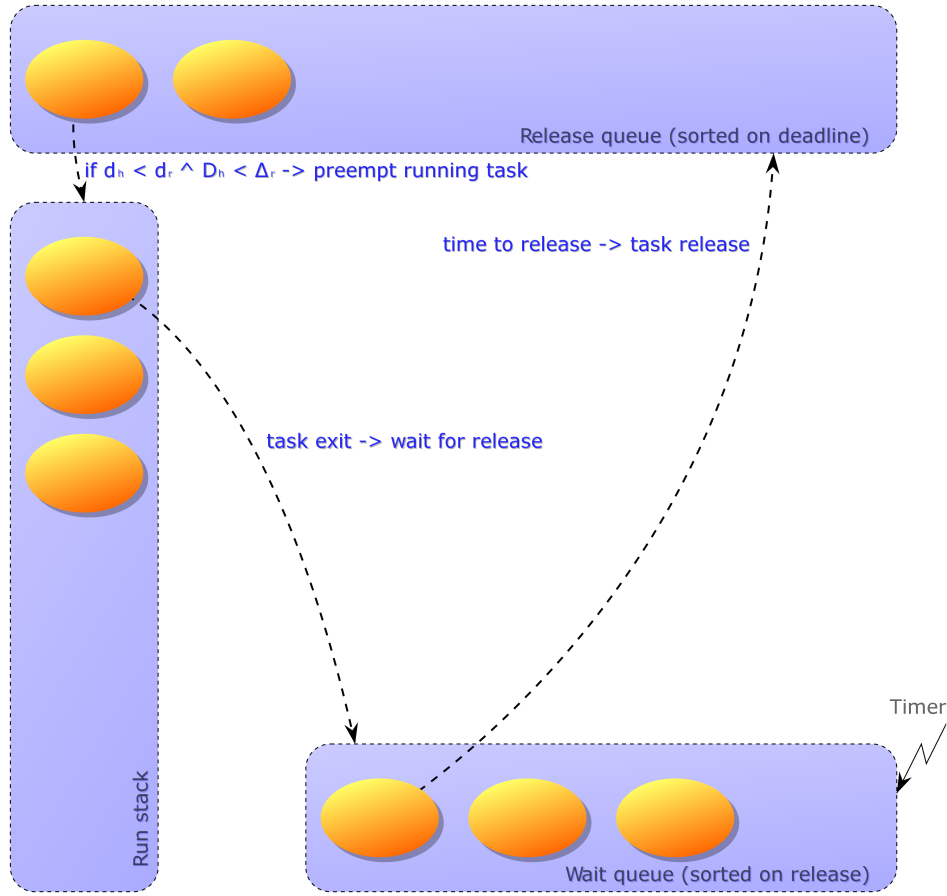 Release queue (sorted on deadline)
if dₕ < dᵣ ^ Dₕ < Δᵣ -> preempt running task
time to release -> task release
task exit -> wait for release
Timer
Run stack
Wait queue (sorted on release)